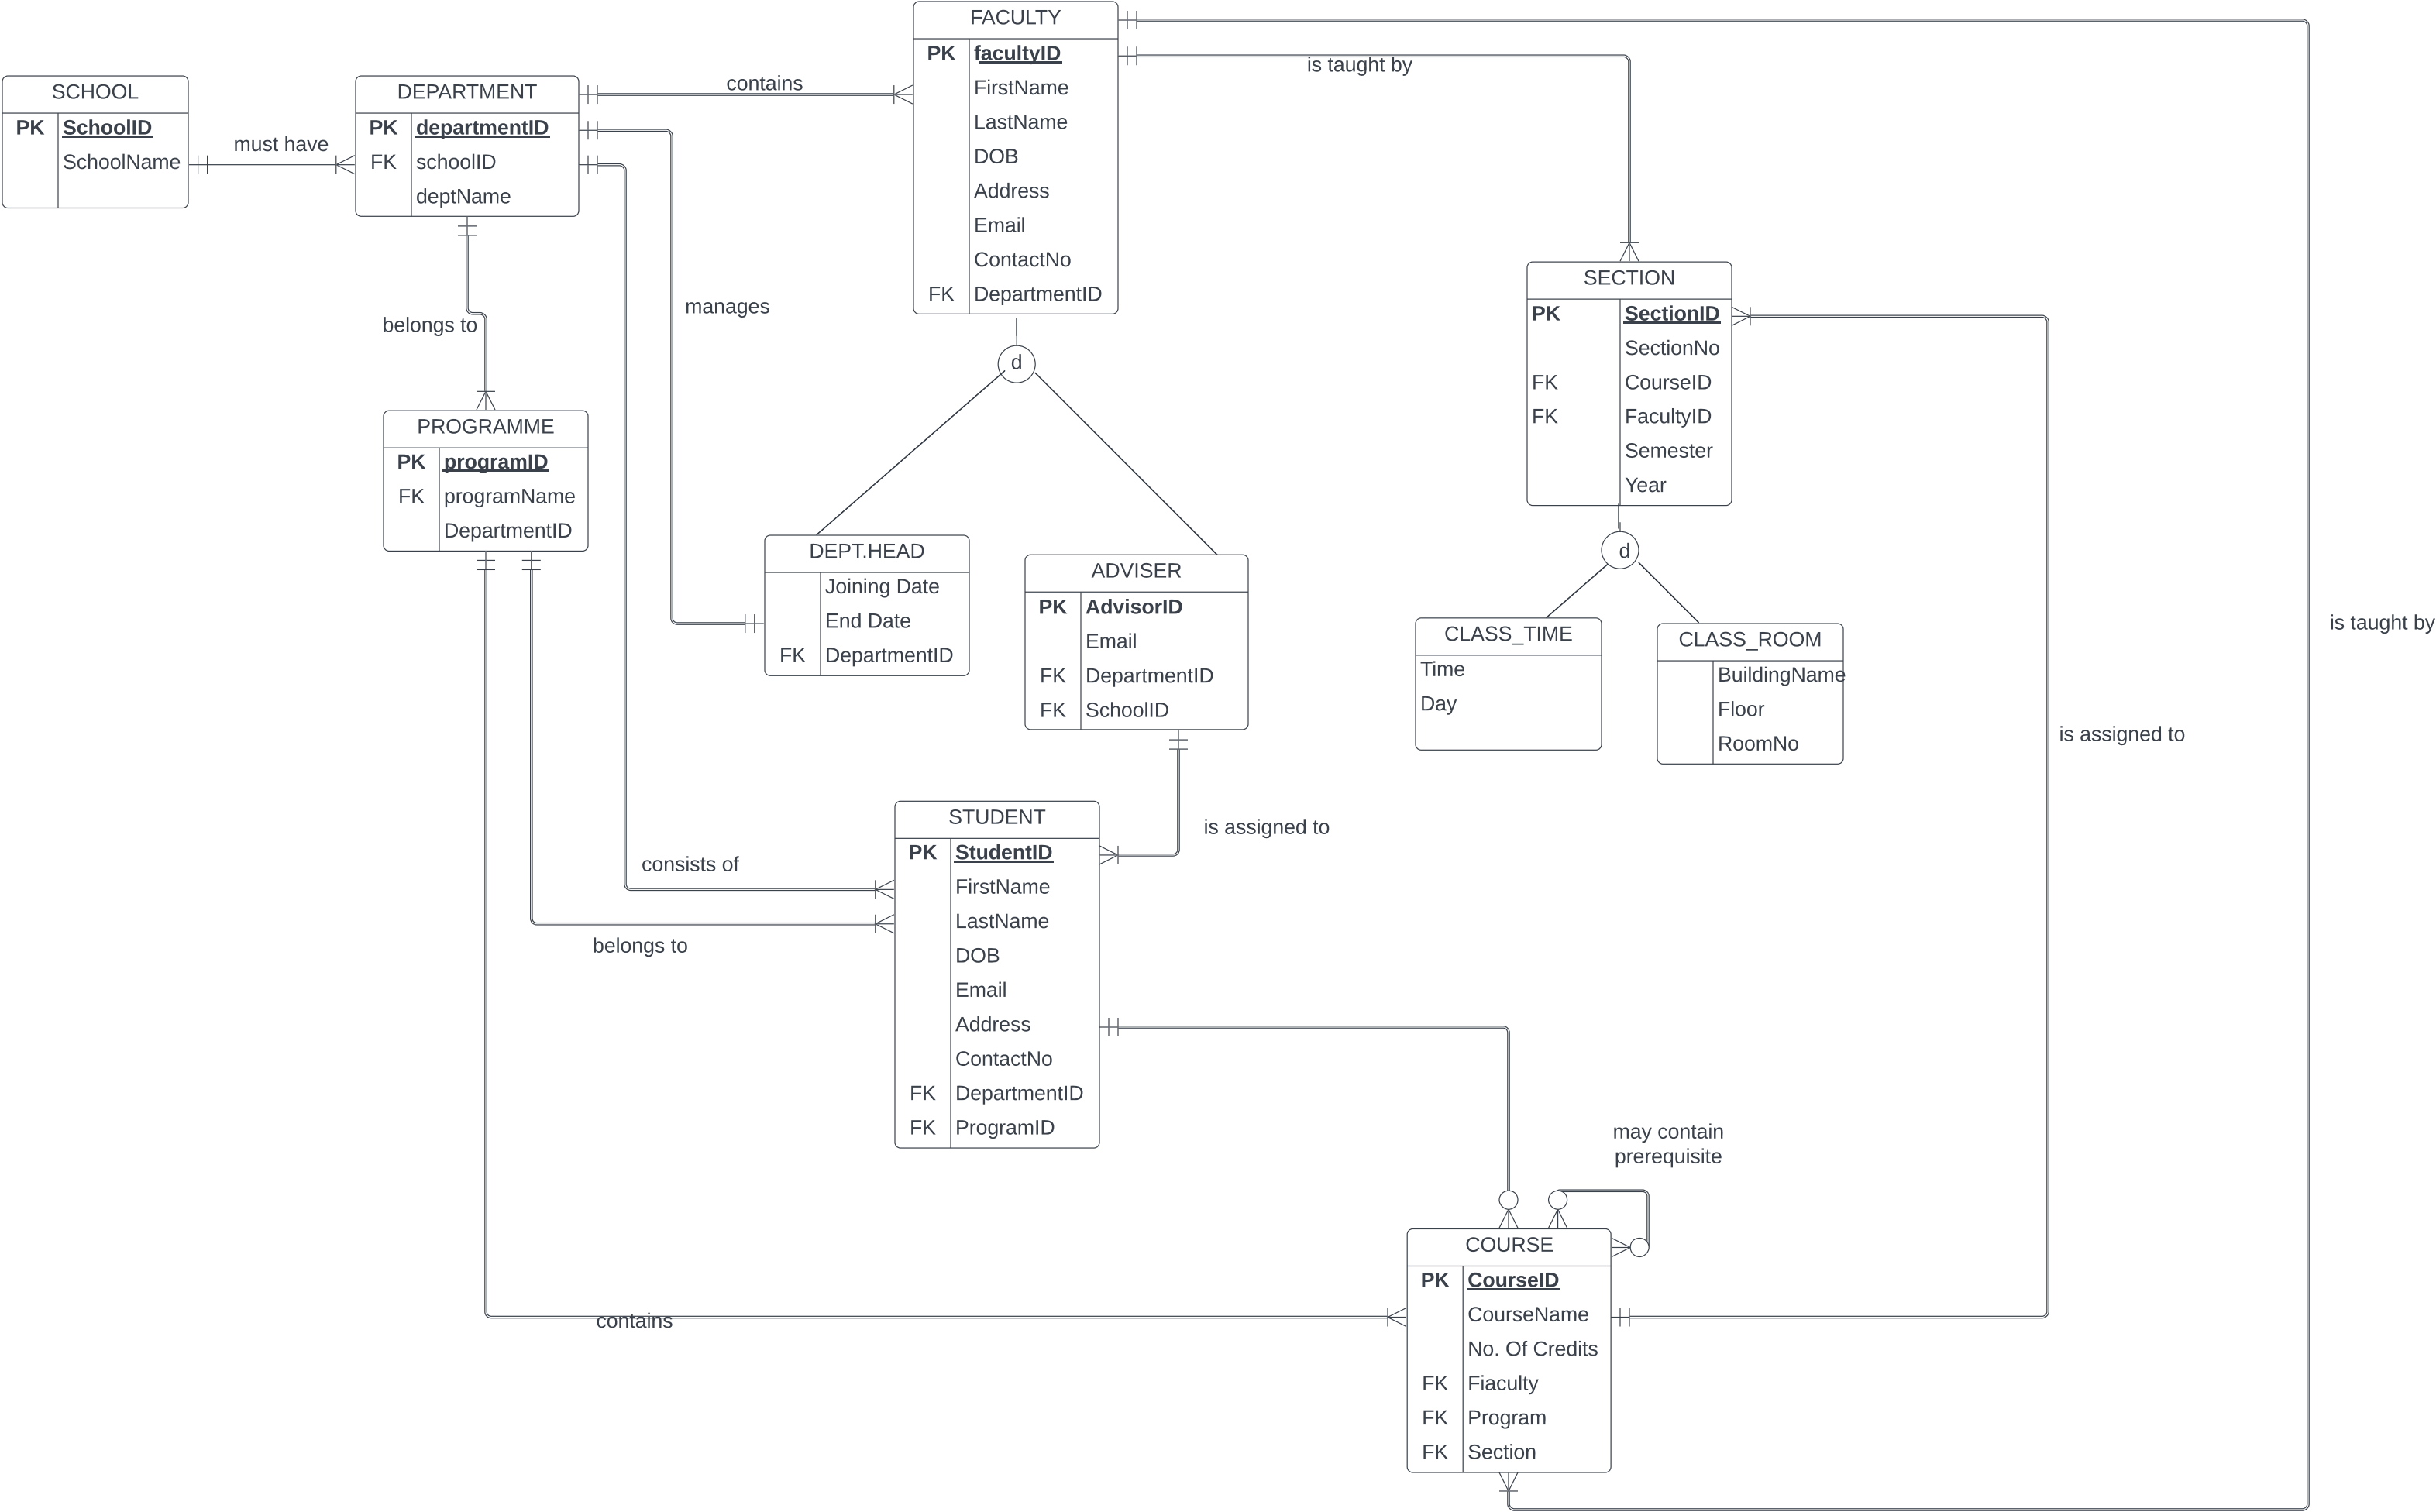 SCHOOL
PK SchoolID
SchoolName
must have
DEPARTMENT
PK departmentID
FK schoolID
deptName
contains
FACULTY
PK facultyID
FirstName
LastName
DOB
Address
Email
ContactNo
FK DepartmentID
is taught by
manages
belongs to
SECTION
PK SectionID
SectionNo
FK CourseID
FK FacultyID
Semester
Year
d
PROGRAMME
PK programID
FK programName
DepartmentID
DEPT.HEAD
Joining Date
End Date
FK DepartmentID
ADVISER
PK AdvisorID
Email
FK DepartmentID
FK SchoolID
d
CLASS_TIME
Time
Day
CLASS_ROOM
BuildingName
Floor
RoomNo
is taught by
is assigned to
is assigned to
consists of
belongs to
STUDENT
PK StudentID
FirstName
LastName
DOB
Email
Address
ContactNo
FK DepartmentID
FK ProgramID
may contain
prerequisite
contains
COURSE
PK CourseID
CourseName
No. Of Credits
FK Fiaculty
FK Program
FK Section